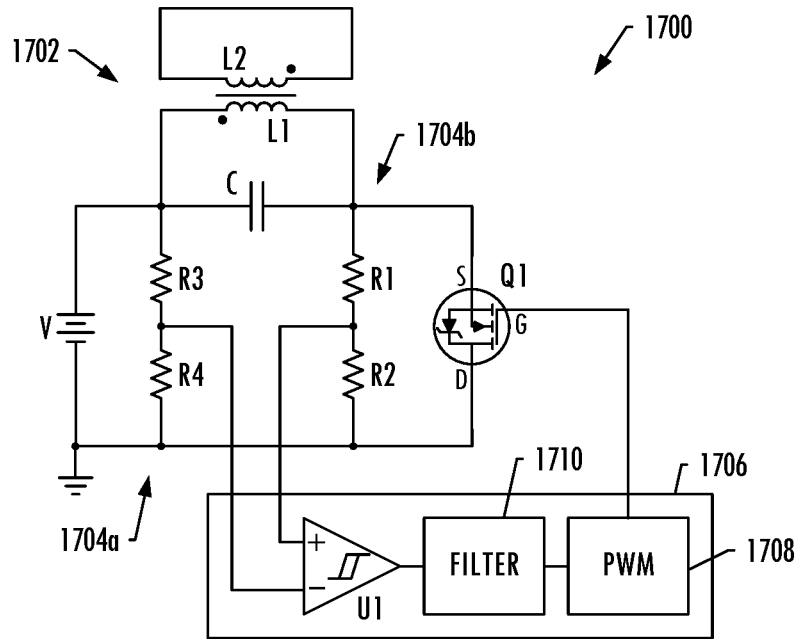 1702
1700
L2
L1
1704b
C
R3
R1
S
Q1
V
G
R4
R2
D
1710
1706
1704a
+
FILTER
PWM
1708
−
U1